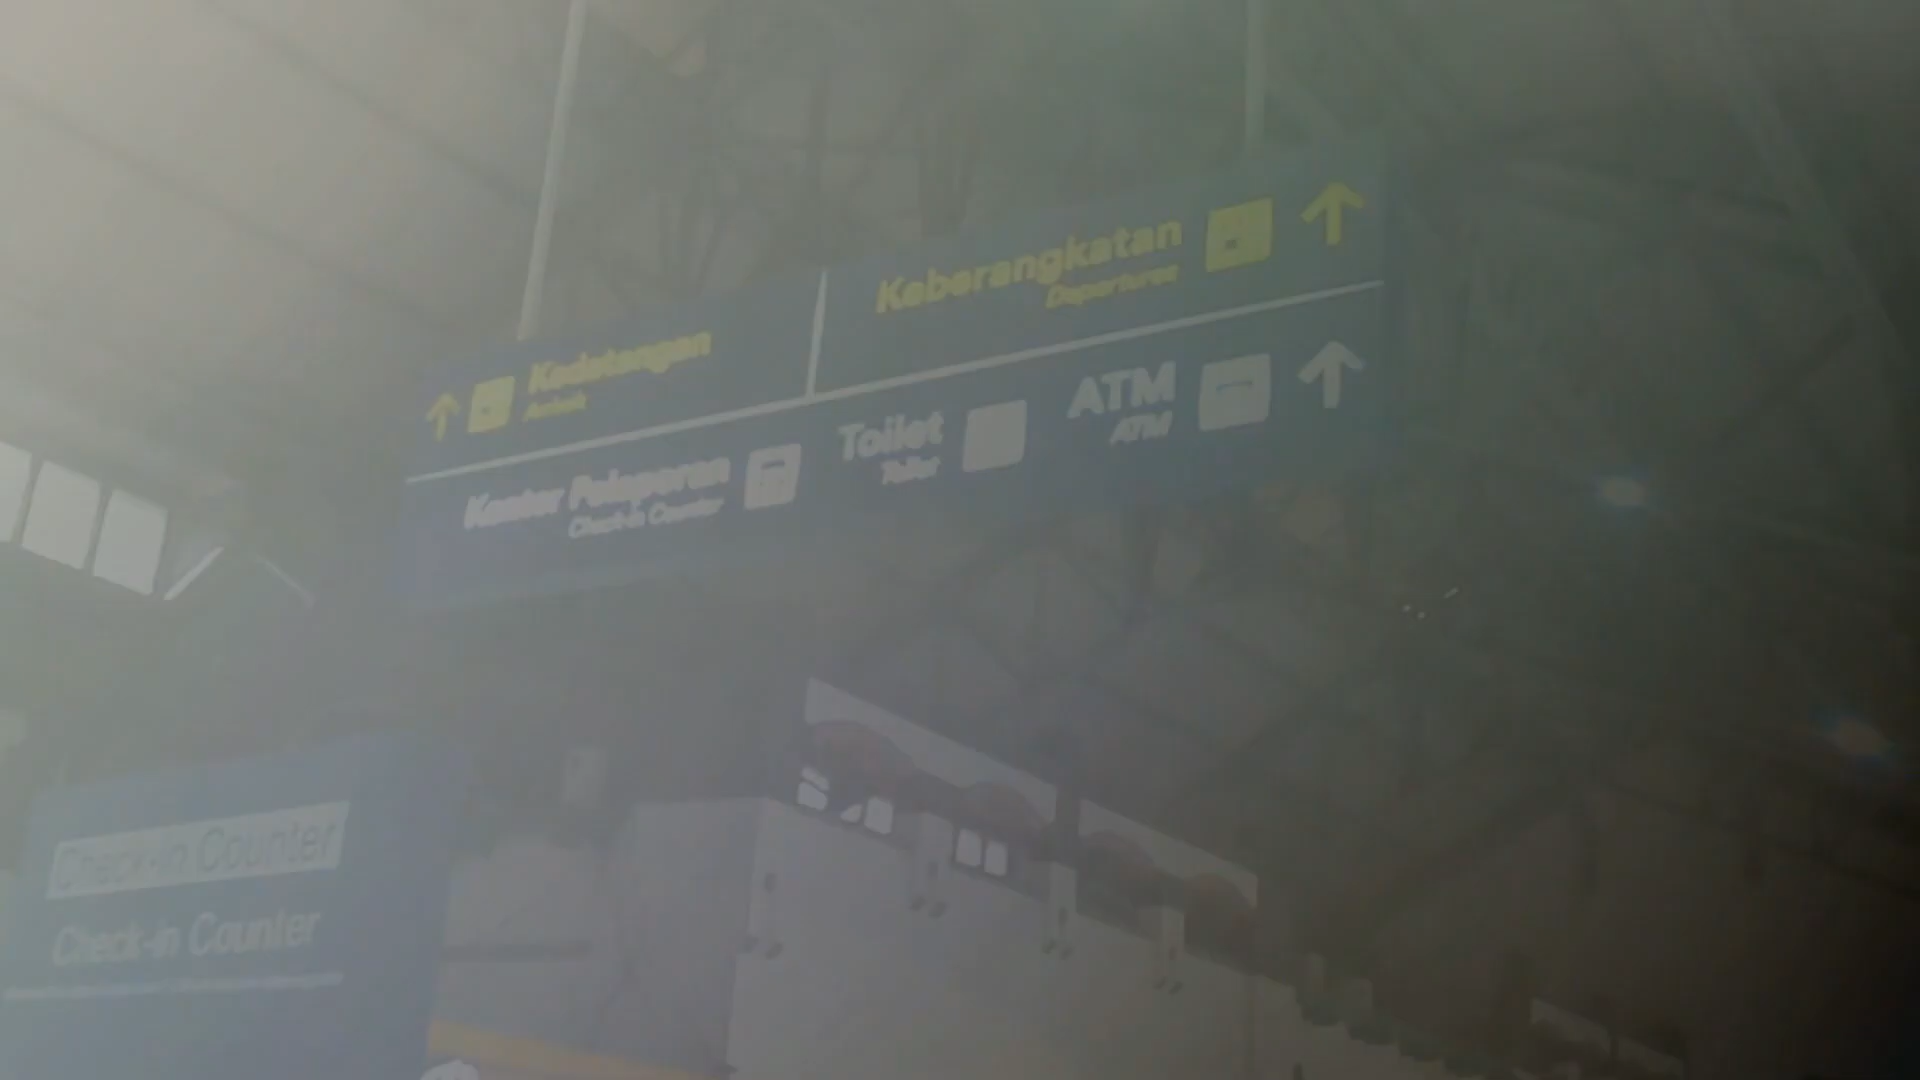 Kedatangan
Arrivals
Keberangkatan
Departures
Konter Pelaporan
Check-in Counter
Toilet
Toilet
ATM
ATM
Check-in Counter
Check-in Counter